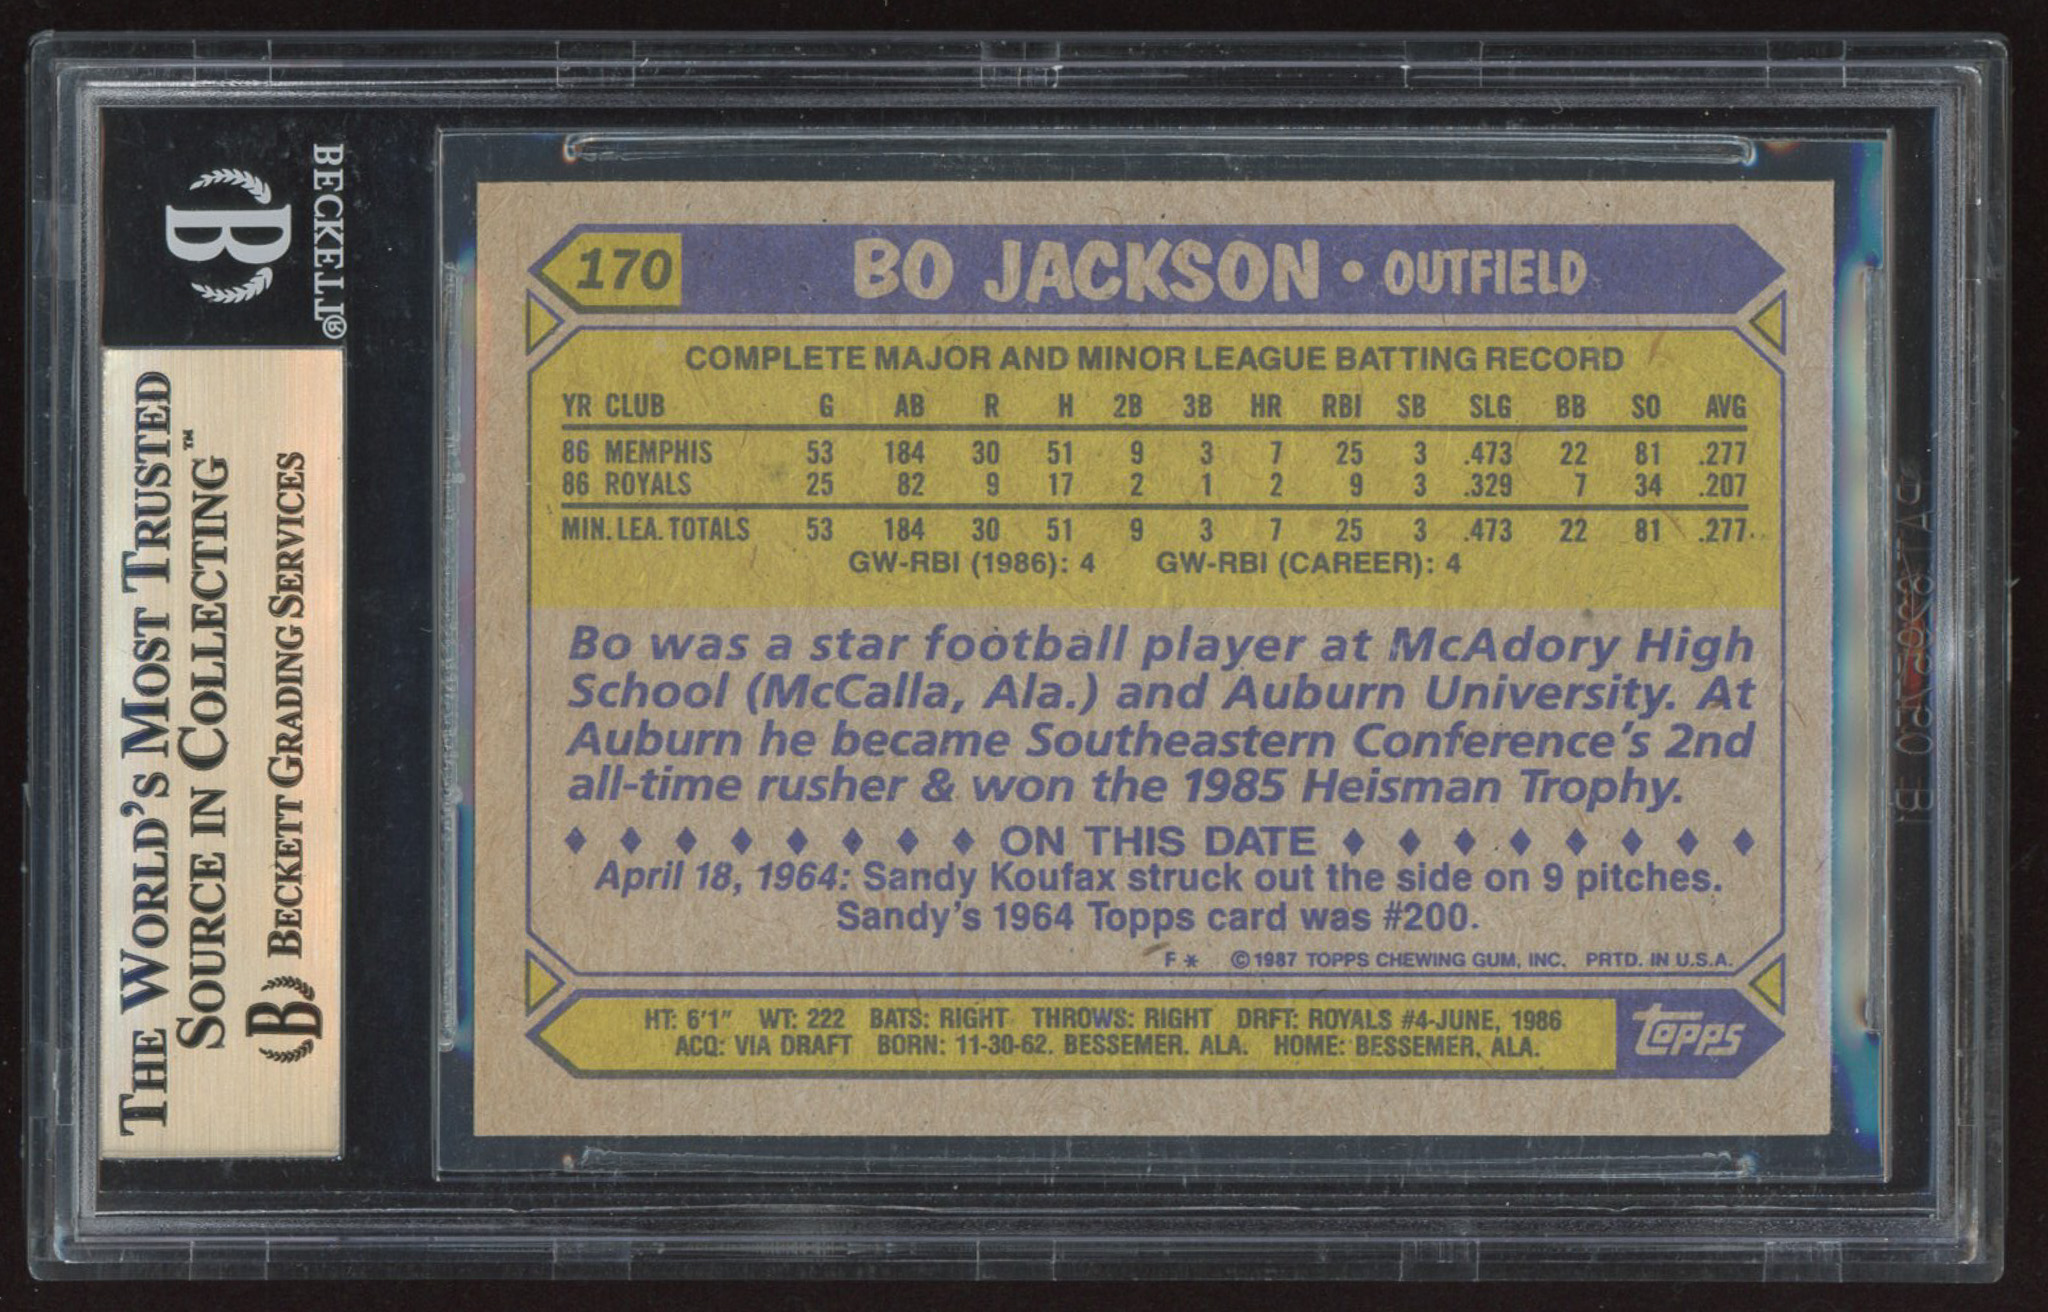 BECKETT®
B
THE WORLD'S MOST TRUSTED
SOURCE IN COLLECTING™
B BECKETT GRADING SERVICES
170 BO JACKSON • OUTFIELD
COMPLETE MAJOR AND MINOR LEAGUE BATTING RECORD
YR CLUB G AB R H 2B 3B HR RBI SB SLG BB SO AVG
86 MEMPHIS 53 184 30 51 9 3 7 25 3 .473 22 81 .277
86 ROYALS 25 82 9 17 2 1 2 9 3 .329 7 34 .207
MIN. LEA. TOTALS 53 184 30 51 9 3 7 25 3 .473 22 81 .277
GW-RBI (1986): 4 GW-RBI (CAREER): 4
Bo was a star football player at McAdory High
School (McCalla, Ala.) and Auburn University. At
Auburn he became Southeastern Conference's 2nd
all-time rusher & won the 1985 Heisman Trophy.
♦ ♦ ♦ ♦ ♦ ♦ ♦ ♦ ON THIS DATE ♦ ♦ ♦ ♦ ♦ ♦ ♦ ♦
April 18, 1964: Sandy Koufax struck out the side on 9 pitches.
Sandy's 1964 Topps card was #200.
F * ©1987 TOPPS CHEWING GUM, INC. PRTD. IN U.S.A.
HT: 6'1" WT: 222 BATS: RIGHT THROWS: RIGHT DRFT: ROYALS #4-JUNE, 1986
ACQ: VIA DRAFT BORN: 11-30-62, BESSEMER, ALA. HOME: BESSEMER, ALA.
topps